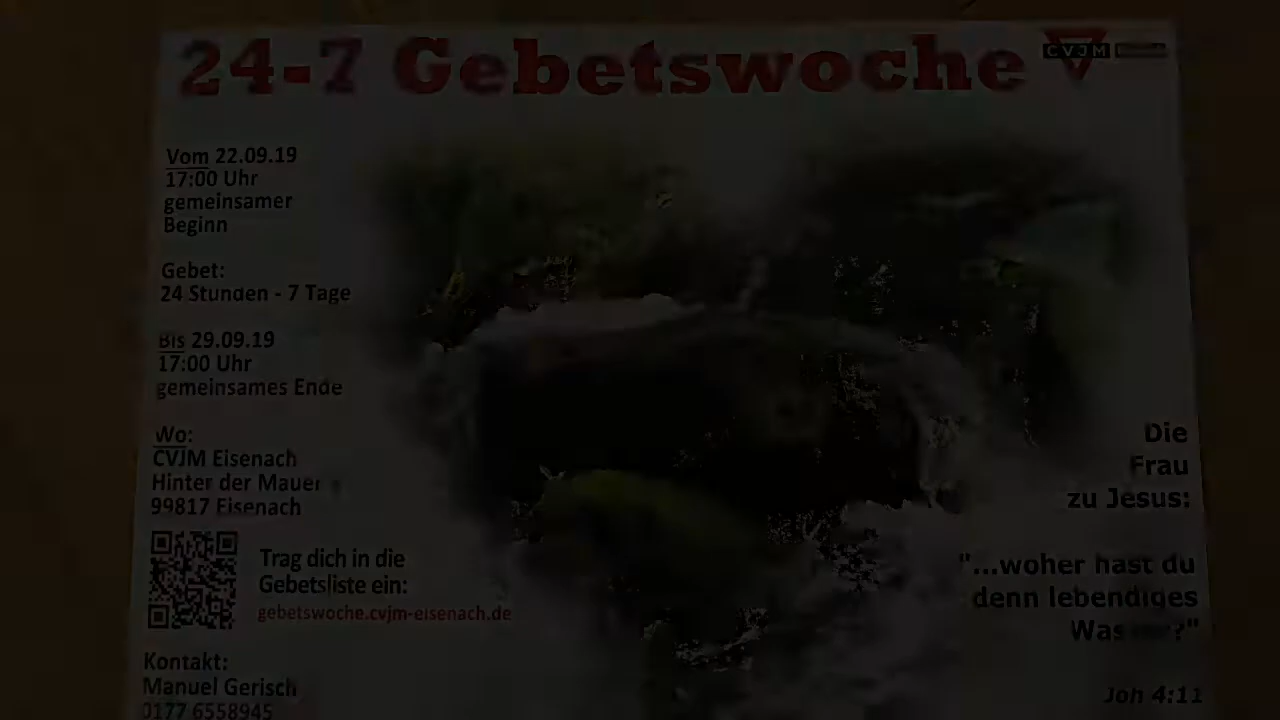 24-7 Gebetswoche
CVJM
Vom 22.09.19
17:00 Uhr
gemeinsamer
Beginn
Gebet:
24 Stunden - 7 Tage
Bis 29.09.19
17:00 Uhr
gemeinsames Ende
Wo:
CVJM Eisenach
Hinter der Mauer
99817 Eisenach
Trag dich in die
Gebetsliste ein:
gebetswoche.cvjm-eisenach.de
Kontakt:
Manuel Gerisch
0177 6558945
Die
Frau
zu Jesus:
"...woher hast du
denn lebendiges
Wasser?"
Joh 4:11